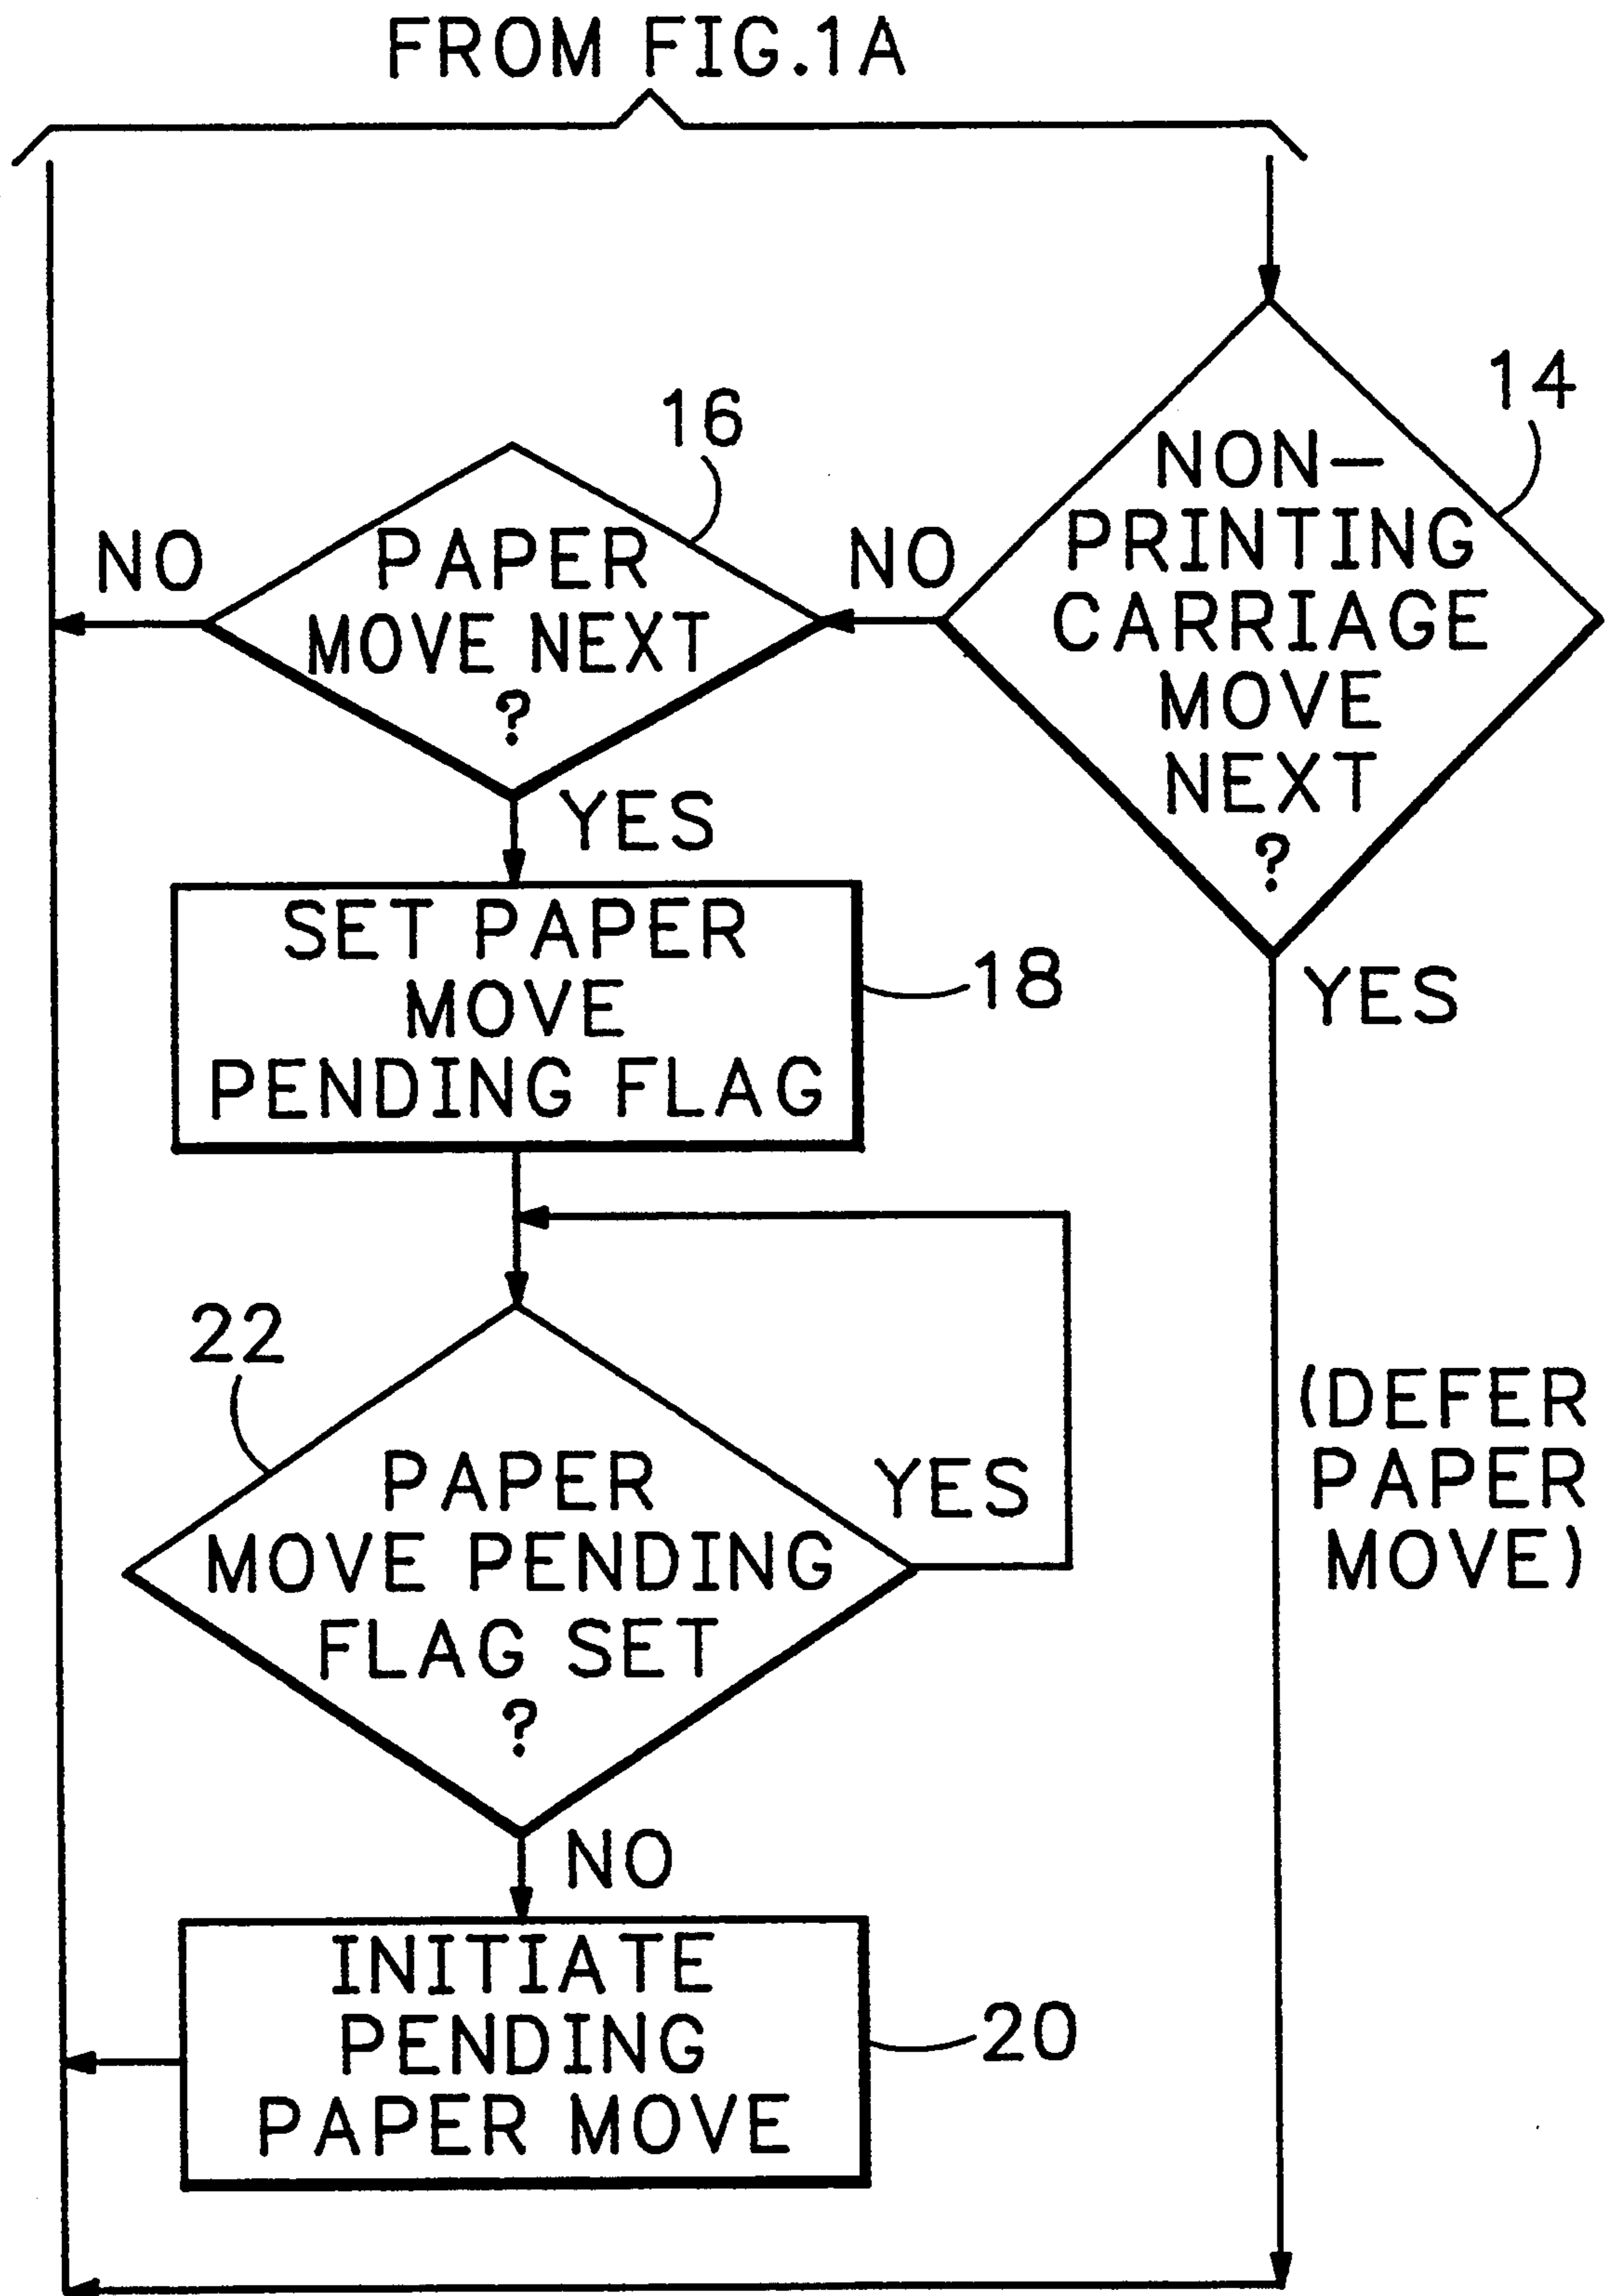 FROM FIG.1A
14
NON-
PRINTING
CARRIAGE
MOVE
NEXT
?
NO
YES
16
PAPER
MOVE NEXT
?
NO
YES
SET PAPER
MOVE
PENDING FLAG
18
22
PAPER
MOVE PENDING
FLAG SET
?
YES
NO
INITIATE
PENDING
PAPER MOVE
20
(DEFER
PAPER
MOVE)